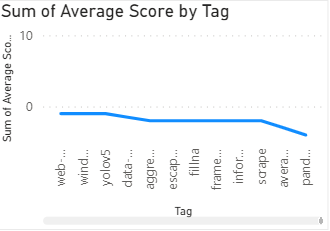 Sum of Average Score by Tag
Sum of Average Sco...
10
0
web-...
wind...
yolov5
data-...
aggre...
escap...
fillna
frame...
infor...
scrape
avera...
pand...
Tag